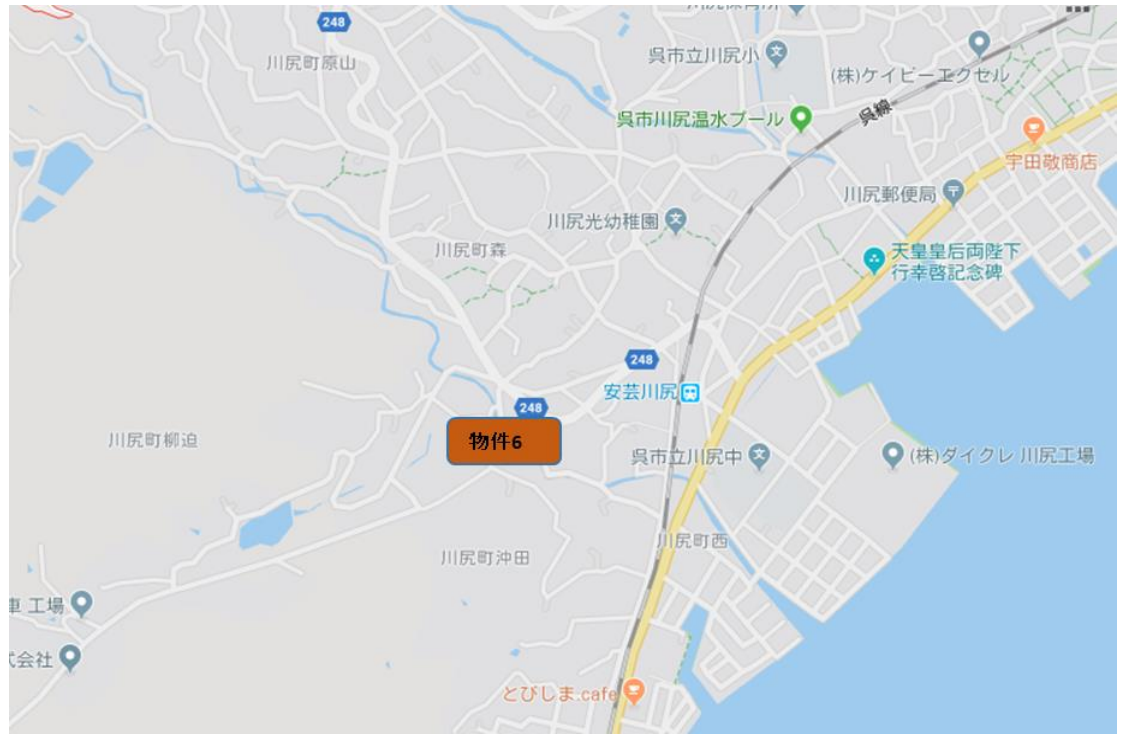 248
川尻町原山
呉市立川尻小
(株)ケイビーエクセル
呉市川尻温水プール
呉線
宇田敬商店
川尻郵便局
川尻光幼稚園
川尻町森
天皇皇后両陛下
行幸啓記念碑
248
安芸川尻
248
物件6
川尻町柳迫
呉市立川尻中
(株)ダイクレ 川尻工場
川尻町西
川尻町沖田
車 工場
式会社
とびしま.cafe